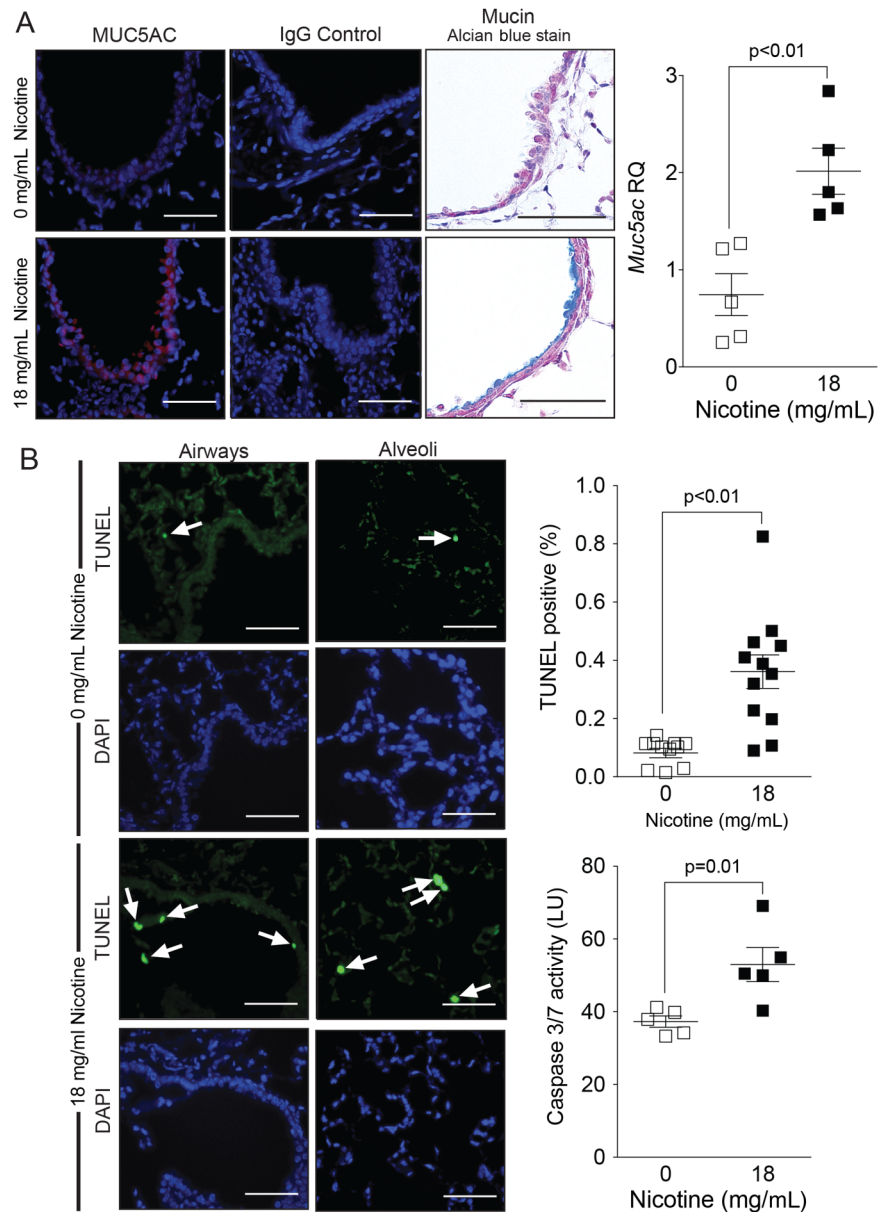 A
MUC5AC
IgG Control
Mucin
Alcian blue stain
0 mg/mL Nicotine
18 mg/mL Nicotine
p<0.01
3
2
1
0
Muc5ac RQ
0
18
Nicotine (mg/mL)
B
Airways
Alveoli
0 mg/mL Nicotine
TUNEL
DAPI
18 mg/ml Nicotine
TUNEL
DAPI
p<0.01
1.0
0.8
0.6
0.4
0.2
0.0
TUNEL positive (%)
0
18
Nicotine (mg/mL)
p=0.01
80
60
40
20
0
Caspase 3/7 activity (LU)
0
18
Nicotine (mg/mL)